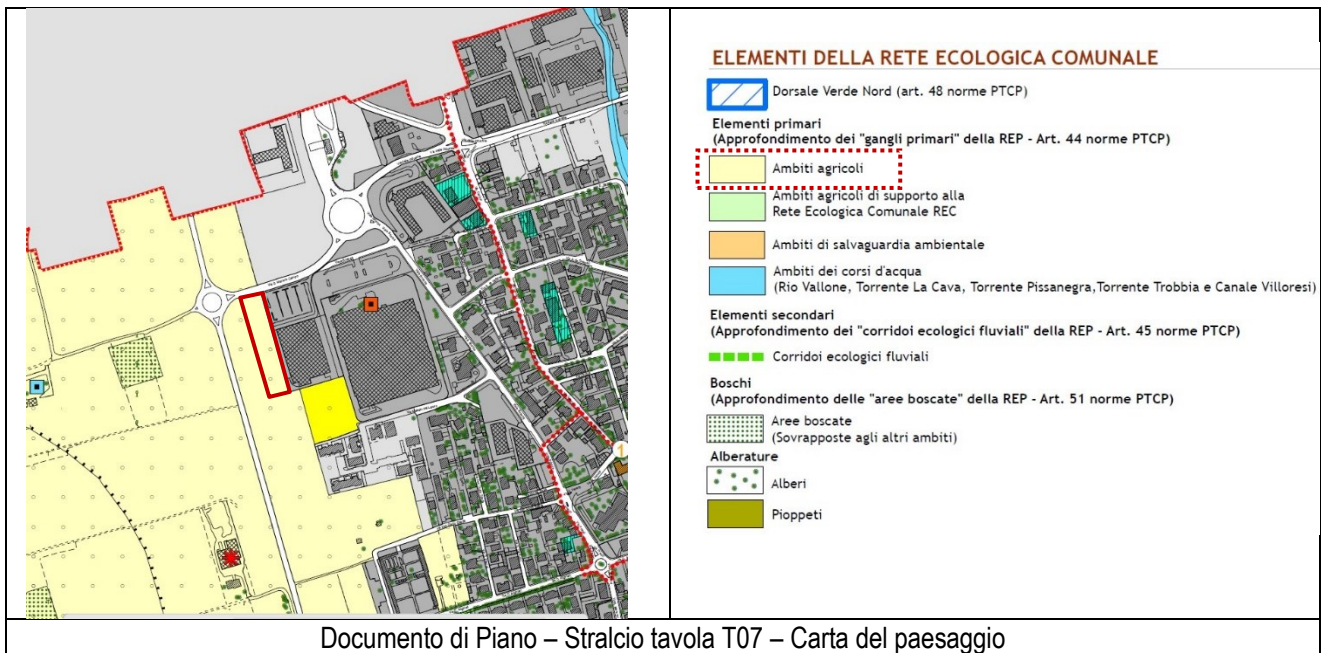 ELEMENTI DELLA RETE ECOLOGICA COMUNALE
Dorsale Verde Nord (art. 48 norme PTCP)
Elementi primari
(Approfondimento dei "gangli primari" della REP - Art. 44 norme PTCP)
Ambiti agricoli
Ambiti agricoli di supporto alla
Rete Ecologica Comunale REC
Ambiti di salvaguardia ambientale
Ambiti dei corsi d'acqua
(Rio Vallone, Torrente La Cava, Torrente Pissanegra,Torrente Trobbia e Canale Villoresi)
Elementi secondari
(Approfondimento dei "corridoi ecologici fluviali" della REP - Art. 45 norme PTCP)
Corridoi ecologici fluviali
Boschi
(Approfondimento delle "aree boscate" della REP - Art. 51 norme PTCP)
Aree boscate
(Sovrapposte agli altri ambiti)
Alberature
Alberi
Pioppeti
1
Documento di Piano – Stralcio tavola T07 – Carta del paesaggio